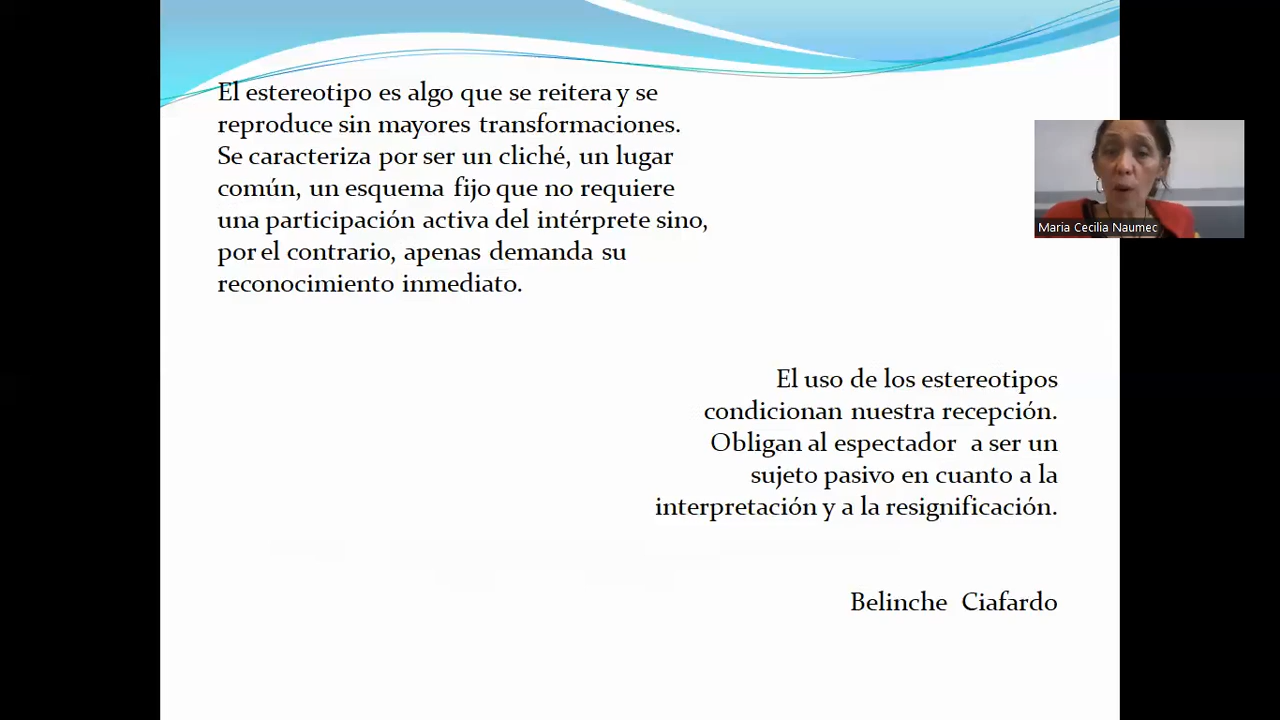 El estereotipo es algo que se reitera y se
reproduce sin mayores transformaciones.
Se caracteriza por ser un cliché, un lugar
común, un esquema fijo que no requiere
una participación activa del intérprete sino,
por el contrario, apenas demanda su
reconocimiento inmediato.
Maria Cecilia Naumec
El uso de los estereotipos
condicionan nuestra recepción.
Obligan al espectador a ser un
sujeto pasivo en cuanto a la
interpretación y a la resignificación.
Belinche Ciafardo